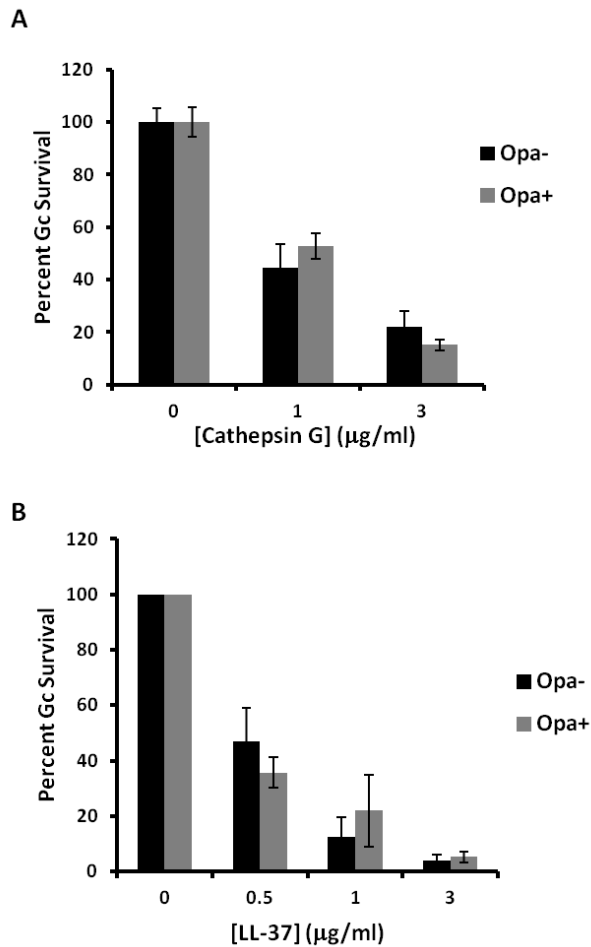 A
120
100
80
60
40
20
0
Percent Gc Survival
0 1 3
[Cathepsin G] (µg/ml)
Opa-
Opa+
B
120
100
80
60
40
20
0
Percent Gc Survival
0 0.5 1 3
[LL-37] (µg/ml)
Opa-
Opa+